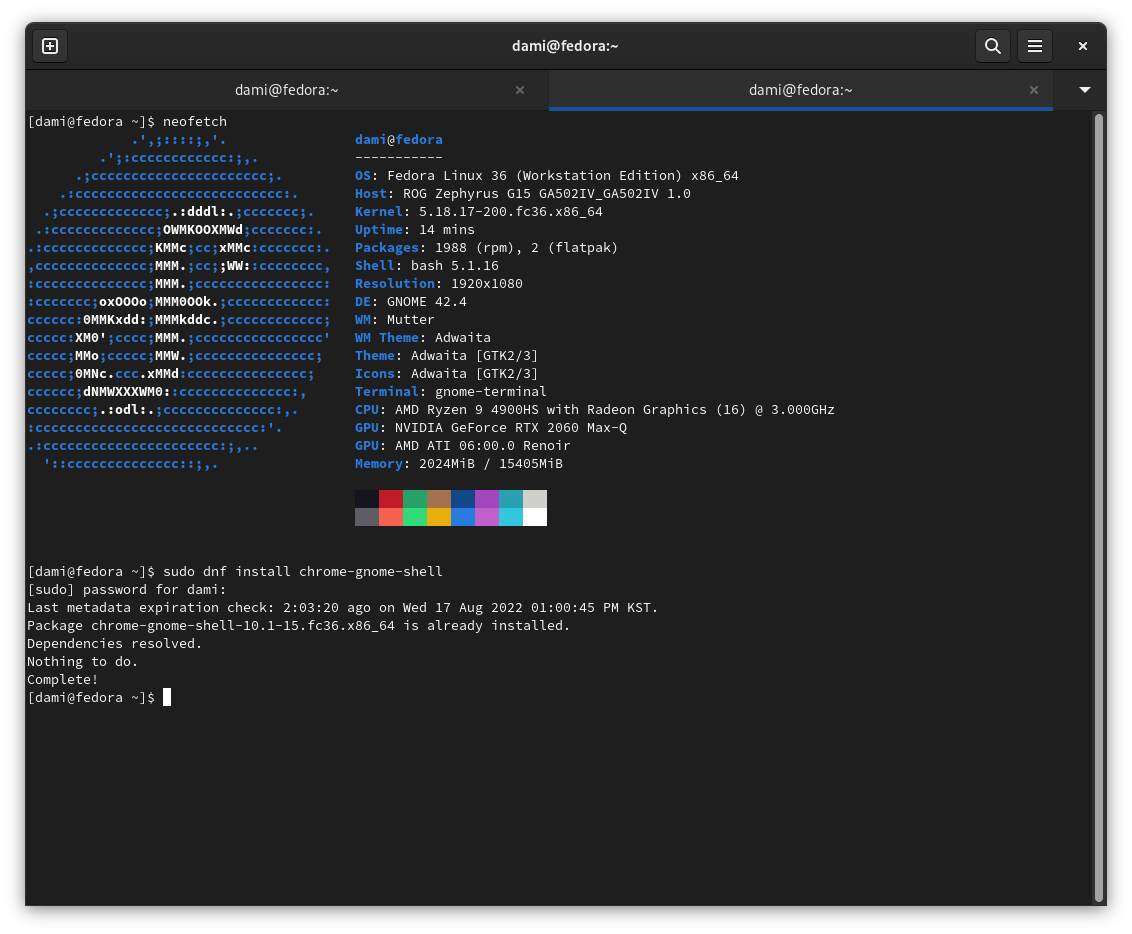 dami@fedora:~
dami@fedora:~
dami@fedora:~
[dami@fedora ~]$ neofetch
.',;::::;,'.
dami@fedora
.';:cccccccccccc:;,.
-----------
.;cccccccccccccccccccccc;.
OS: Fedora Linux 36 (Workstation Edition) x86_64
.:cccccccccccccccccccccccccc:.
Host: ROG Zephyrus G15 GA502IV_GA502IV 1.0
.;ccccccccccccc;.:dddl:.;ccccccc;.
Kernel: 5.18.17-200.fc36.x86_64
.:ccccccccccccc;OWMKOOXMWd;ccccccc:.
Uptime: 14 mins
.:ccccccccccccc;KMMc;cc;xMMc:ccccccc:.
Packages: 1988 (rpm), 2 (flatpak)
,cccccccccccccc;MMM.;cc;;WW::cccccccc,
Shell: bash 5.1.16
:cccccccccccccc;MMM.;cccccccccccccccc:
Resolution: 1920x1080
:ccccccc;oxOOOo;MMM0OOk.;cccccccccccc:
DE: GNOME 42.4
cccccc:0MMKxdd:;MMMkddc.;cccccccccccc;
WM: Mutter
ccccc:XM0';cccc;MMM.;cccccccccccccccc'
WM Theme: Adwaita
ccccc;MMo;ccccc;MMW.;ccccccccccccccc;
Theme: Adwaita [GTK2/3]
ccccc;0MNc.ccc.xMMd:ccccccccccccccc;
Icons: Adwaita [GTK2/3]
cccccc;dNMWXXXWM0::cccccccccccccc:,
Terminal: gnome-terminal
cccccccc;.:odl:.;cccccccccccccc:,.
CPU: AMD Ryzen 9 4900HS with Radeon Graphics (16) @ 3.000GHz
:cccccccccccccccccccccccccccc:'.
GPU: NVIDIA GeForce RTX 2060 Max-Q
.:cccccccccccccccccccccc:;,..
GPU: AMD ATI 06:00.0 Renoir
'::cccccccccccccc::;,.
Memory: 2024MiB / 15405MiB
[dami@fedora ~]$ sudo dnf install chrome-gnome-shell
[sudo] password for dami:
Last metadata expiration check: 2:03:20 ago on Wed 17 Aug 2022 01:00:45 PM KST.
Package chrome-gnome-shell-10.1-15.fc36.x86_64 is already installed.
Dependencies resolved.
Nothing to do.
Complete!
[dami@fedora ~]$